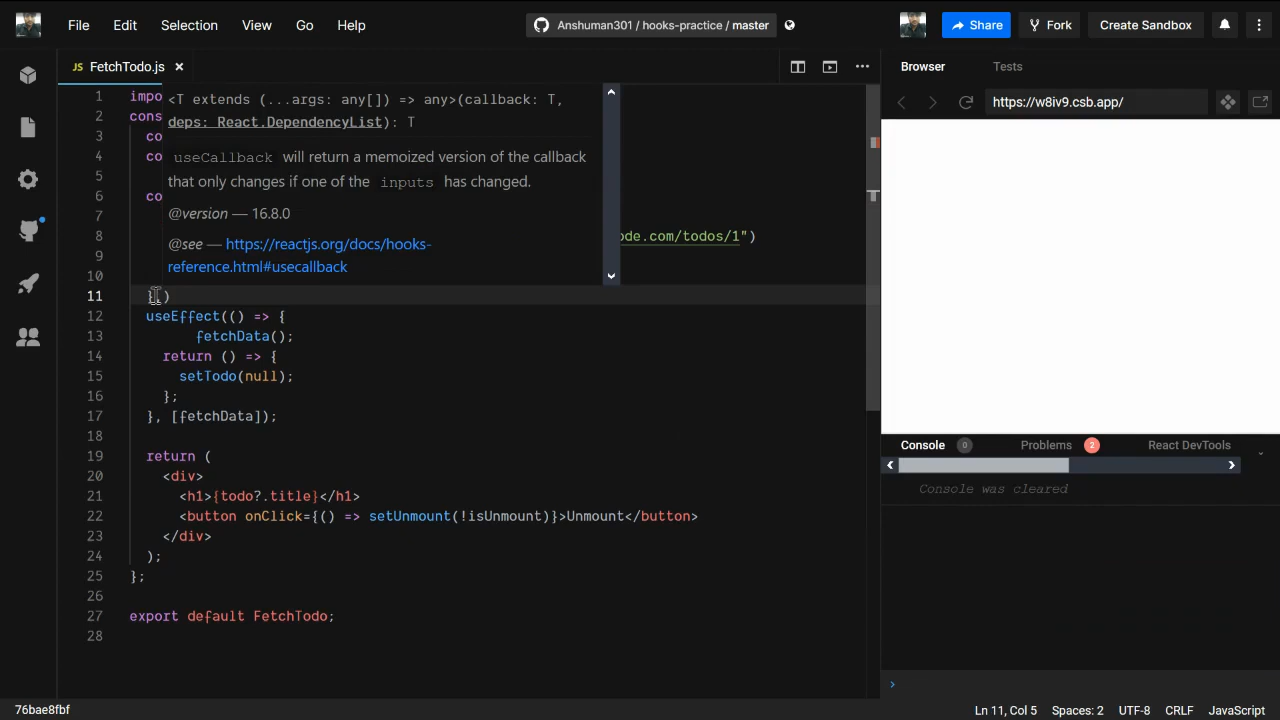 File Edit Selection View Go Help
Anshuman301 / hooks-practice / master
Share Fork Create Sandbox
JS FetchTodo.js ×
Browser Tests
https://w8iv9.csb.app/
1 impo
2 cons
3 co
4 co
5
6 co
7
8 ode.com/todos/1")
9
10
<T extends (...args: any[]) => any>(callback: T,
deps: React.DependencyList): T
useCallback will return a memoized version of the callback
that only changes if one of the inputs has changed.
@version — 16.8.0
@see — https://reactjs.org/docs/hooks-
reference.html#usecallback
11 },)
12 useEffect(() => {
13 fetchData();
14 return () => {
15 setTodo(null);
16 };
17 }, [fetchData]);
18
19 return (
20 <div>
21 <h1>{todo?.title}</h1>
22 <button onClick={() => setUnmount(!isUnmount)}>Unmount</button>
23 </div>
24 );
25 };
26
27 export default FetchTodo;
28
Console 0 Problems 2 React DevTools
Console was cleared
76bae8fbf
Ln 11, Col 5 Spaces: 2 UTF-8 CRLF JavaScript